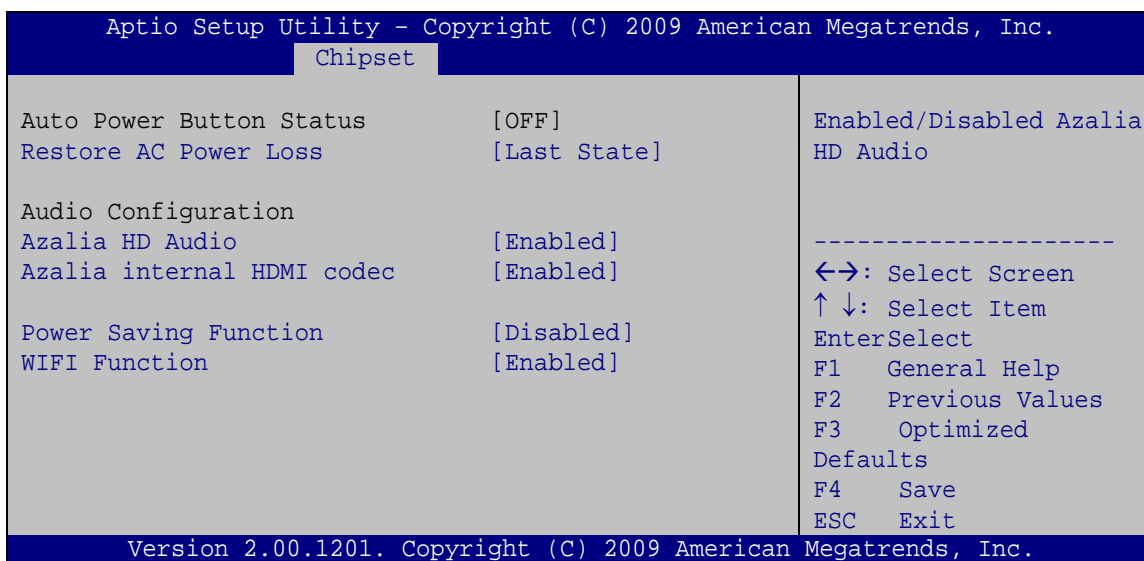 Aptio Setup Utility – Copyright (C) 2009 American Megatrends, Inc.
Chipset
Auto Power Button Status [OFF]
Restore AC Power Loss [Last State]
Audio Configuration
Azalia HD Audio [Enabled]
Azalia internal HDMI codec [Enabled]
Power Saving Function [Disabled]
WIFI Function [Enabled]
Enabled/Disabled Azalia
HD Audio
---------------------
←→: Select Screen
↑ ↓: Select Item
EnterSelect
F1 General Help
F2 Previous Values
F3 Optimized
Defaults
F4 Save
ESC Exit
Version 2.00.1201. Copyright (C) 2009 American Megatrends, Inc.